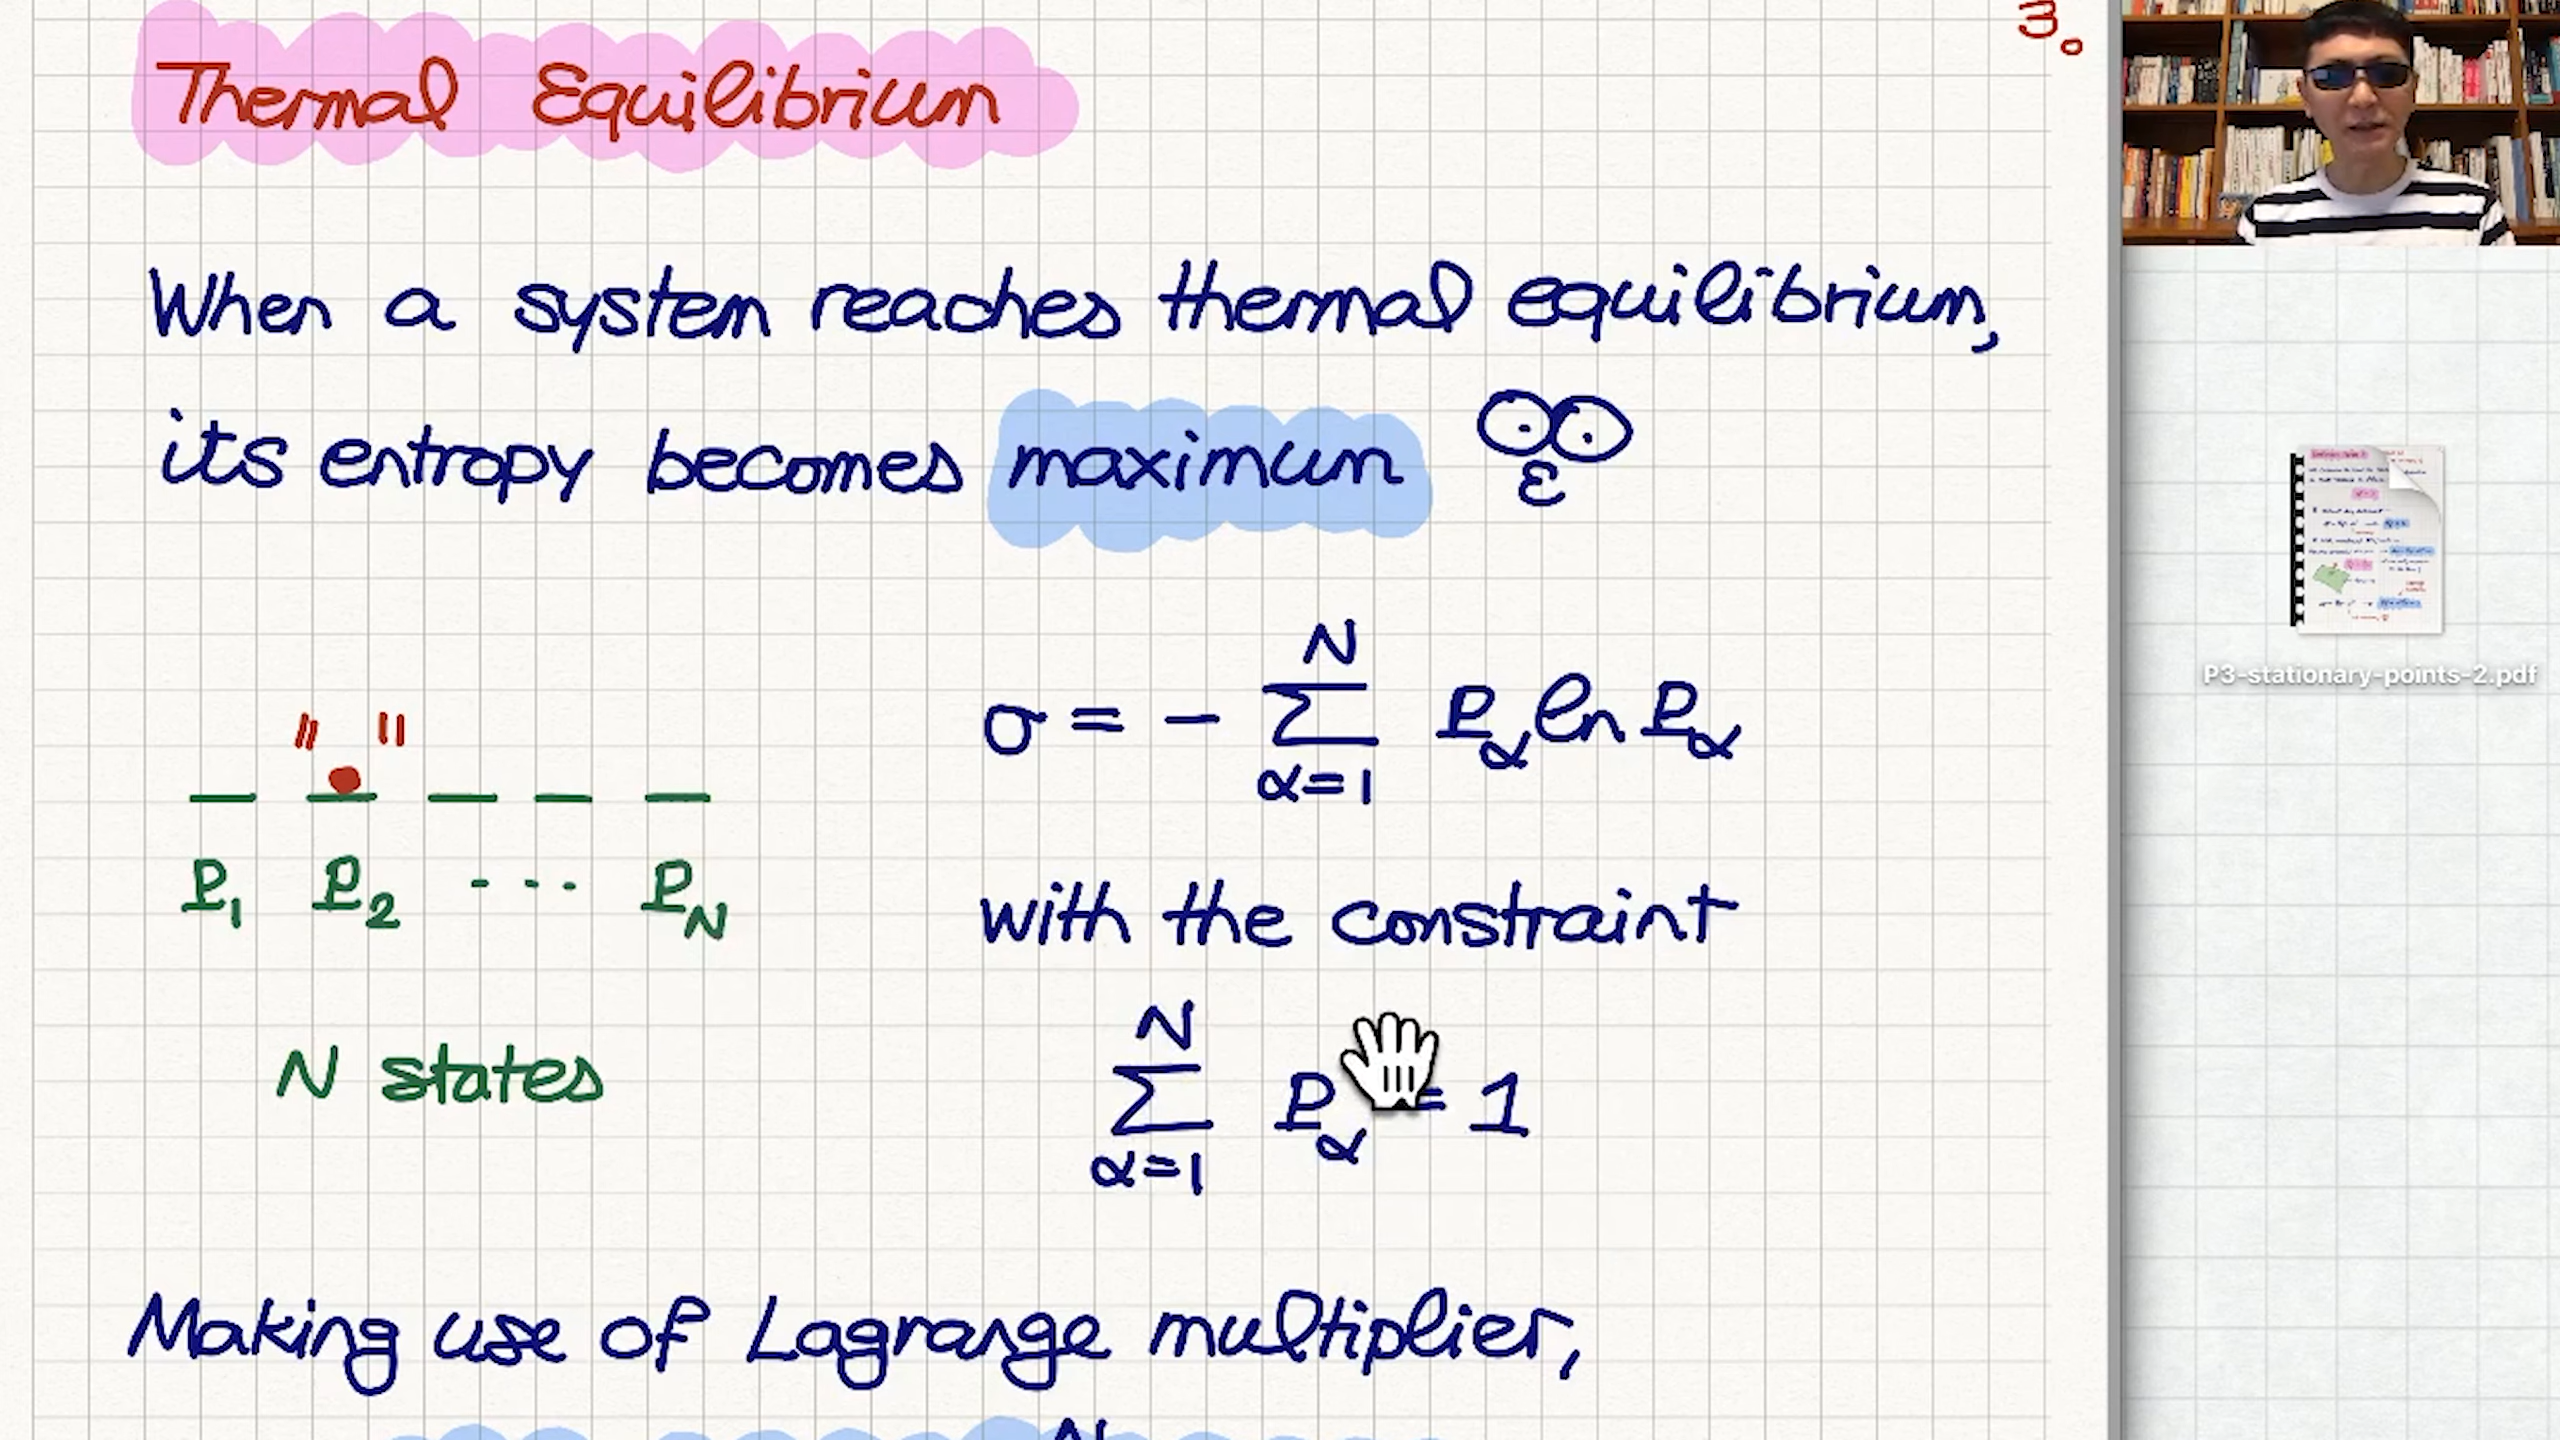 Thermal Equilibrium
3.
When a system reaches thermal equilibrium,
its entropy becomes maximum
σ = - Σ_{α=1}^{N} P_α ln P_α
P_1 P_2 ... P_N
with the constraint
N states
Σ_{α=1}^{N} P_α = 1
Making use of Lagrange multiplier,
N
P3-stationary-points-2.pdf